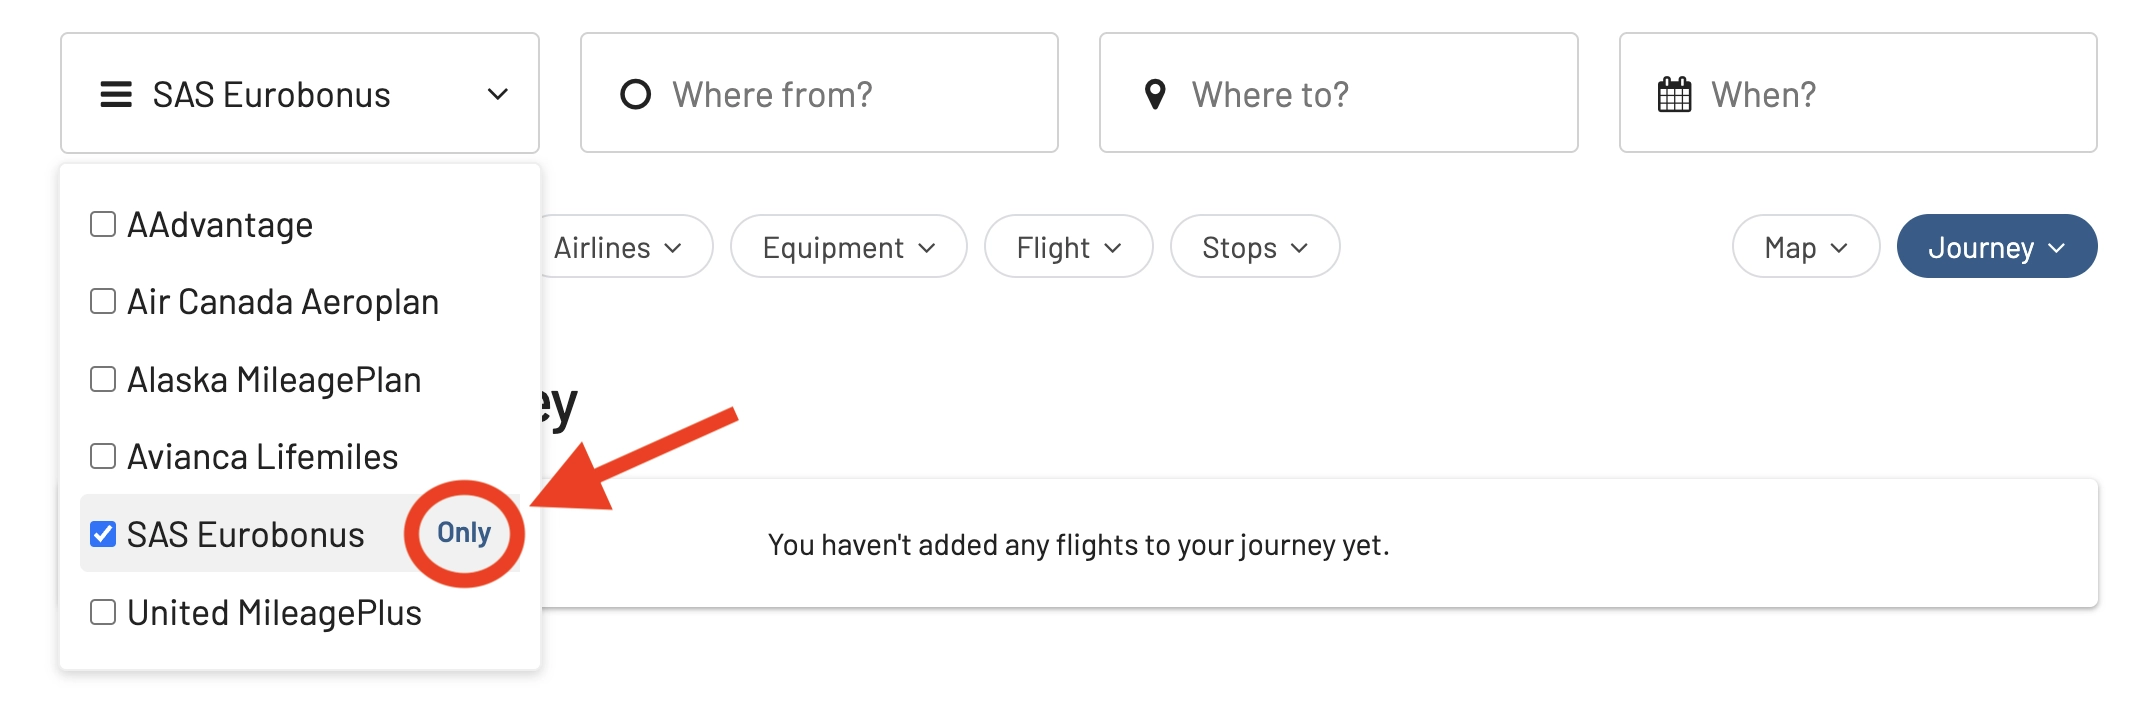 SAS Eurobonus
Where from?
Where to?
When?
AAdvantage
Air Canada Aeroplan
Alaska MileagePlan
Avianca Lifemiles
SAS Eurobonus Only
United MileagePlus
Airlines
Equipment
Flight
Stops
Map
Journey
ey
You haven't added any flights to your journey yet.